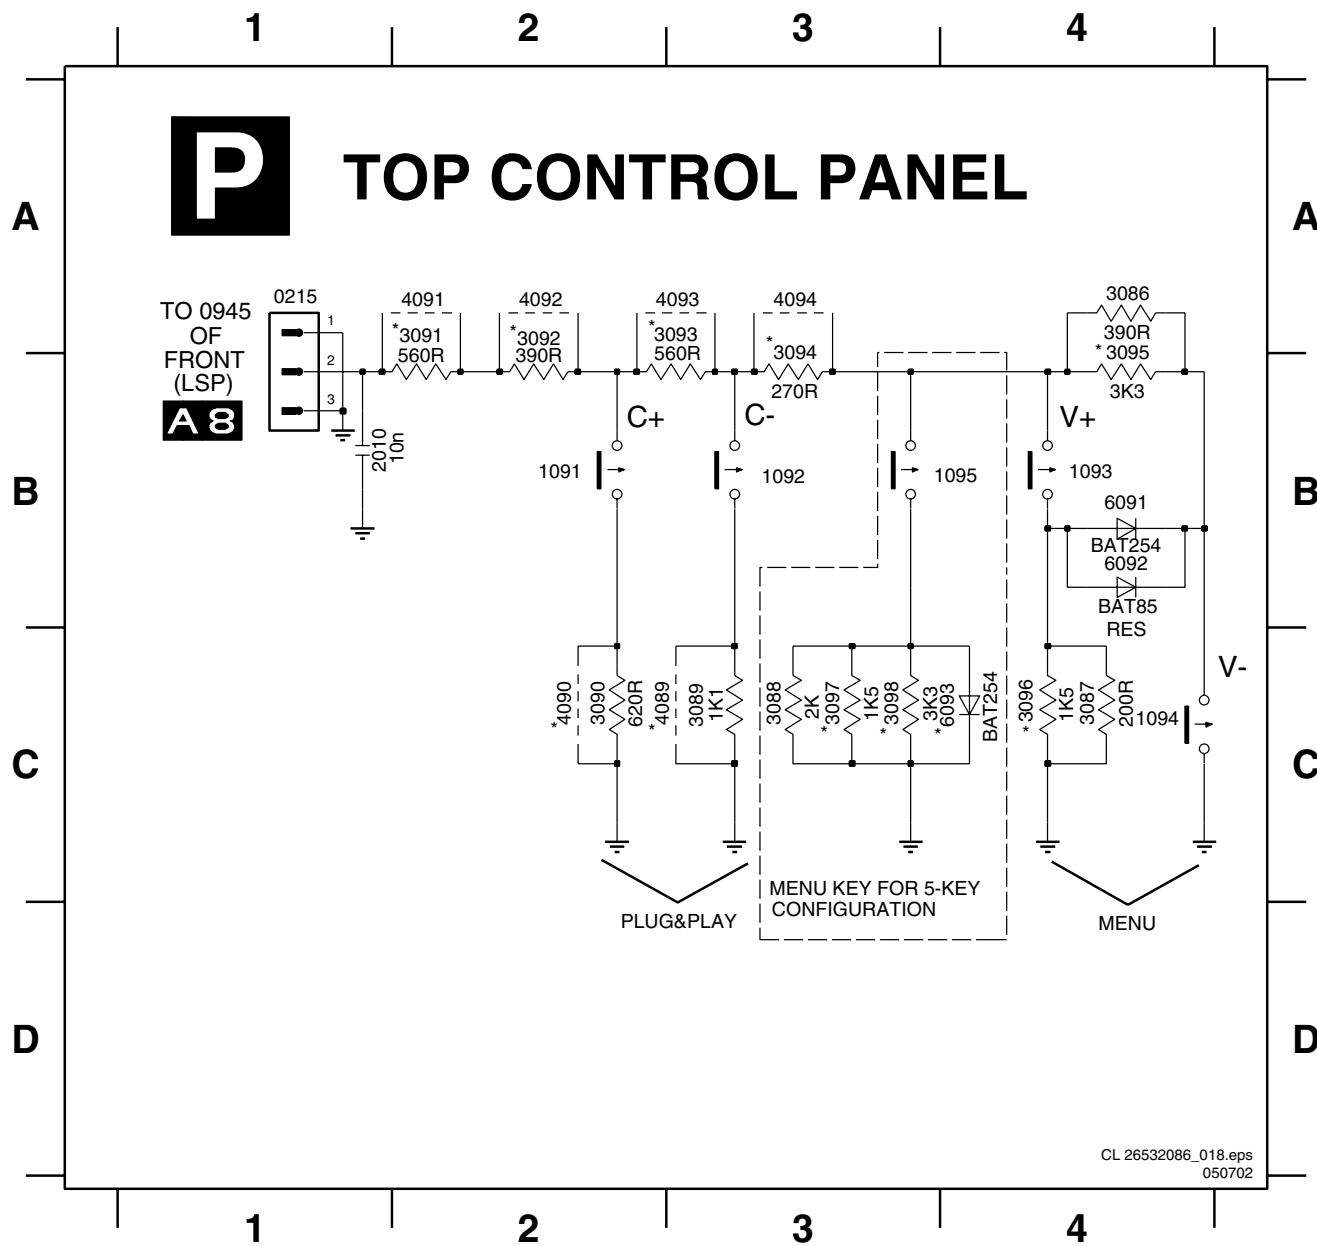 1 2 3 4
P
TOP CONTROL PANEL
A A
TO 0945
OF
FRONT
(LSP)
A 8
0215
1
2
3
4091
*3091
560R
4092
*3092
390R
4093
*3093
560R
4094
*3094
270R
3086
390R
*3095
3K3
2010
10n
C+
C-
V+
B B
1091
1092
1095
1093
6091
BAT254
6092
BAT85
RES
V-
*4090
3090
620R
*4089
3089
1K1
3088
2K
*3097
1K5
*3098
3K3
*6093
BAT254
*3096
1K5
3087
200R
1094
C C
PLUG&PLAY
MENU KEY FOR 5-KEY
CONFIGURATION
MENU
D D
CL 26532086_018.eps
050702
1 2 3 4